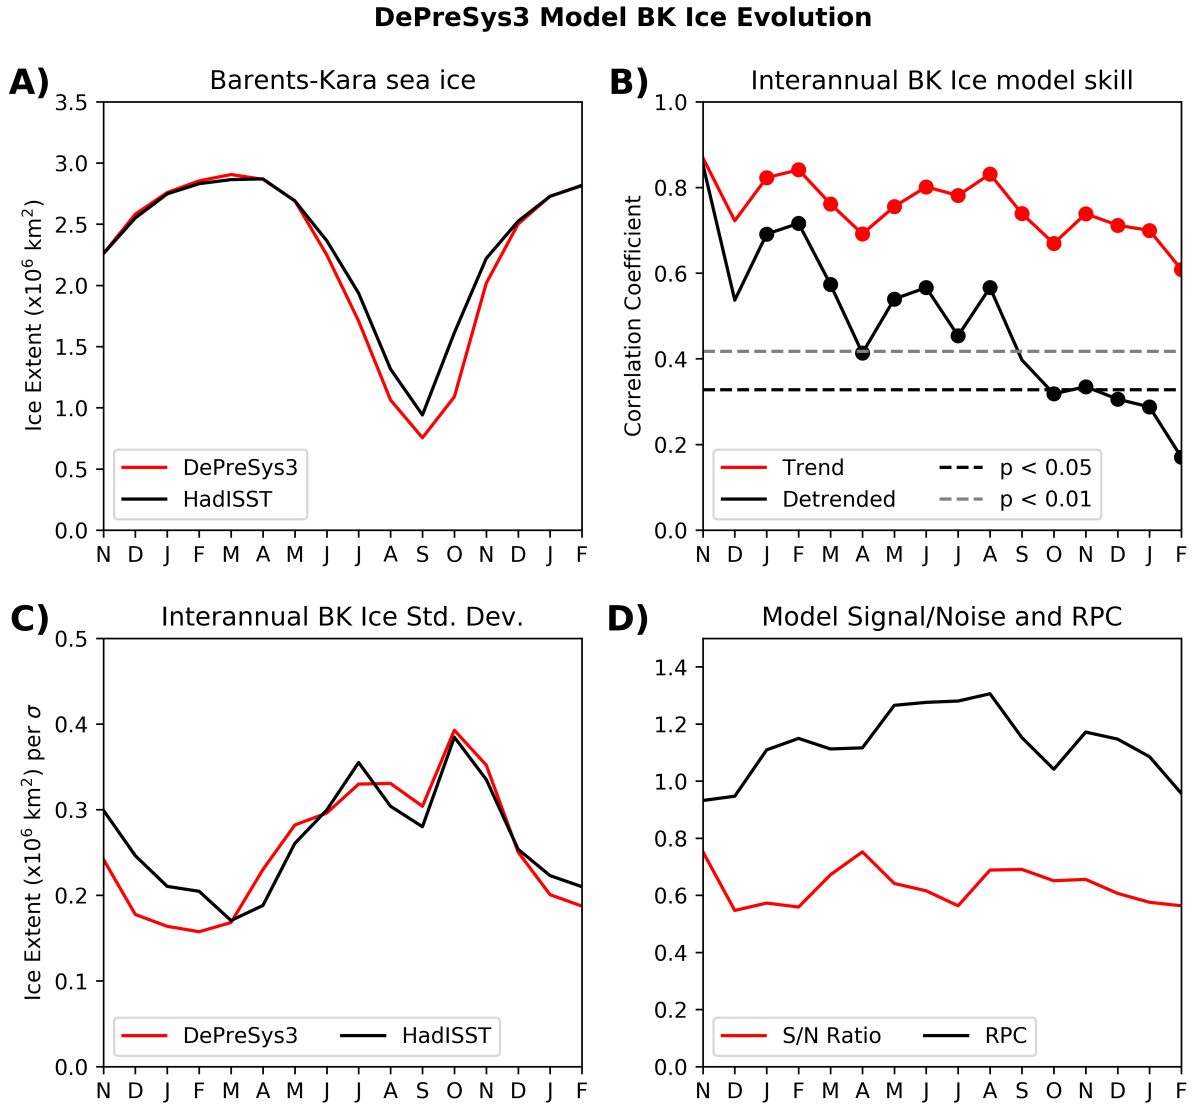 DePreSys3 Model BK Ice Evolution
A)
Barents-Kara sea ice
Ice Extent (x10⁶ km²)
3.5
3.0
2.5
2.0
1.5
1.0
0.5
0.0
DePreSys3
HadISST
N D J F M A M J J A S O N D J F
B)
Interannual BK Ice model skill
Correlation Coefficient
1.0
0.8
0.6
0.4
0.2
0.0
Trend
Detrended
p < 0.05
p < 0.01
N D J F M A M J J A S O N D J F
C)
Interannual BK Ice Std. Dev.
Ice Extent (x10⁶ km²) per σ
0.5
0.4
0.3
0.2
0.1
0.0
DePreSys3 HadISST
N D J F M A M J J A S O N D J F
D)
Model Signal/Noise and RPC
1.4
1.2
1.0
0.8
0.6
0.4
0.2
0.0
S/N Ratio RPC
N D J F M A M J J A S O N D J F